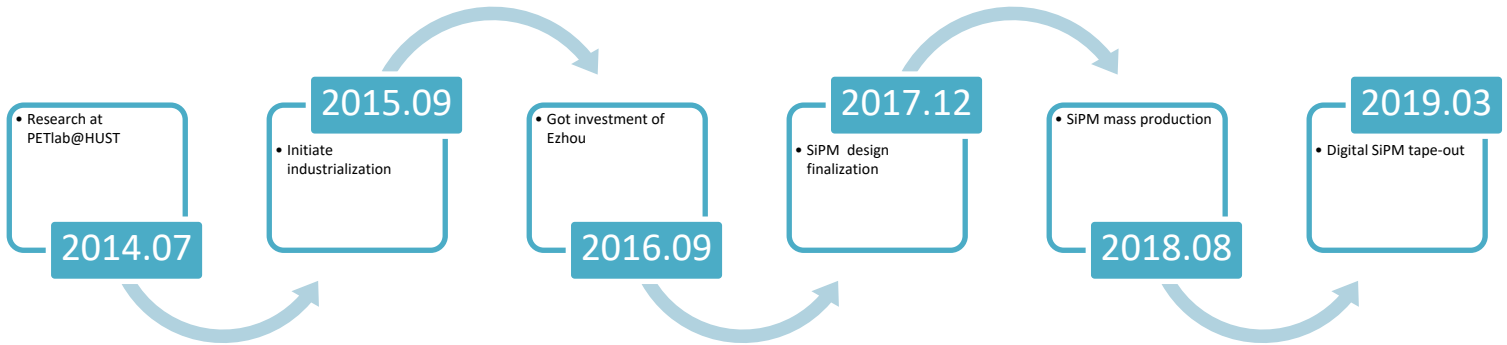 • Research at
PETlab@HUST
2014.07
2015.09
• Initiate
industrialization
• Got investment of
Ezhou
2016.09
2017.12
• SiPM design
finalization
• SiPM mass production
2018.08
2019.03
• Digital SiPM tape-out